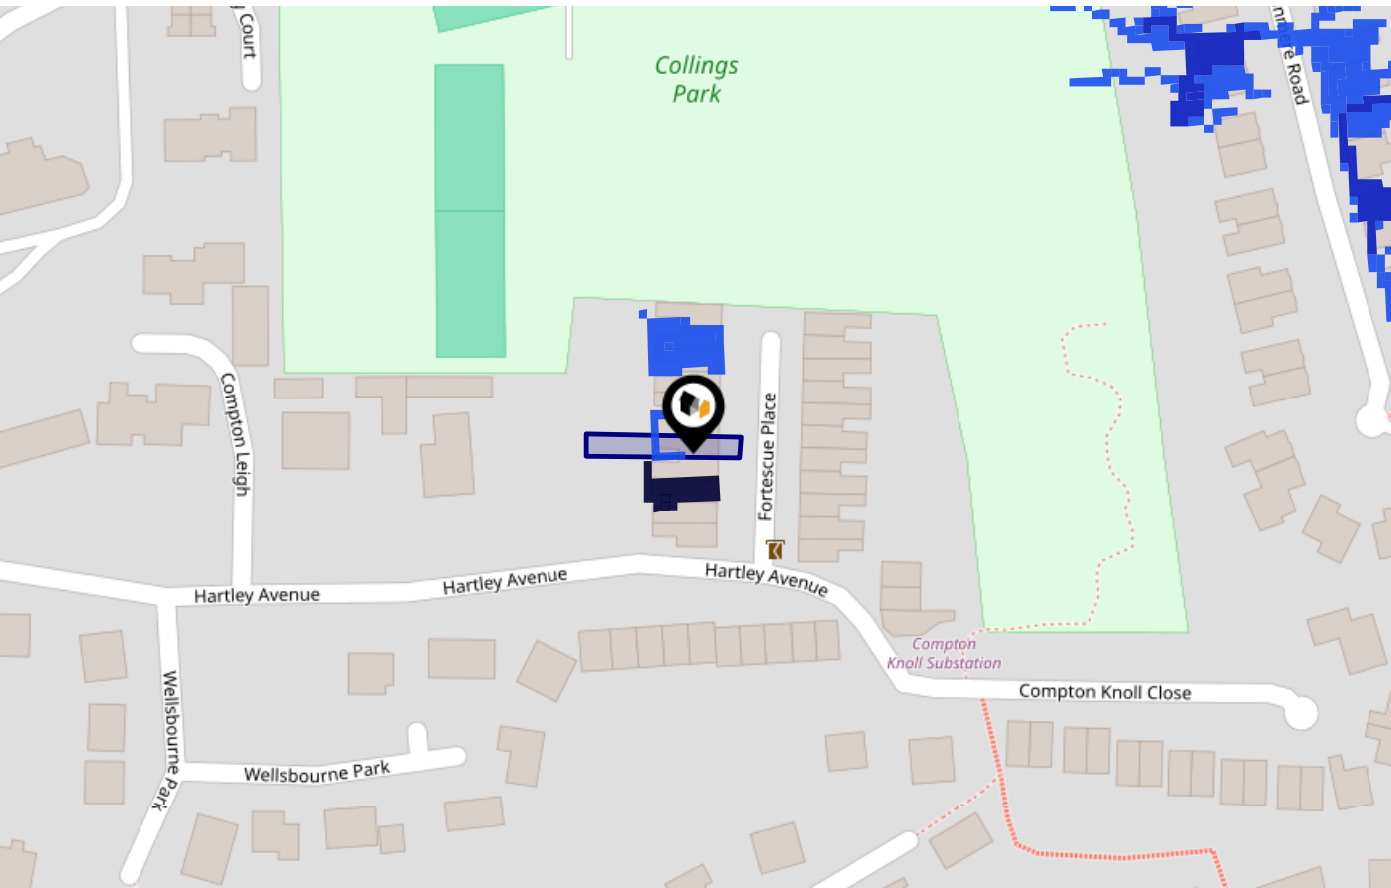 Court
Collings
Park
Road
Compton Leigh
Fortescue Place
Hartley Avenue
Hartley Avenue
Hartley Avenue
Compton
Knoll Substation
Compton Knoll Close
Wellsbourne Park
Wellsbourne Park